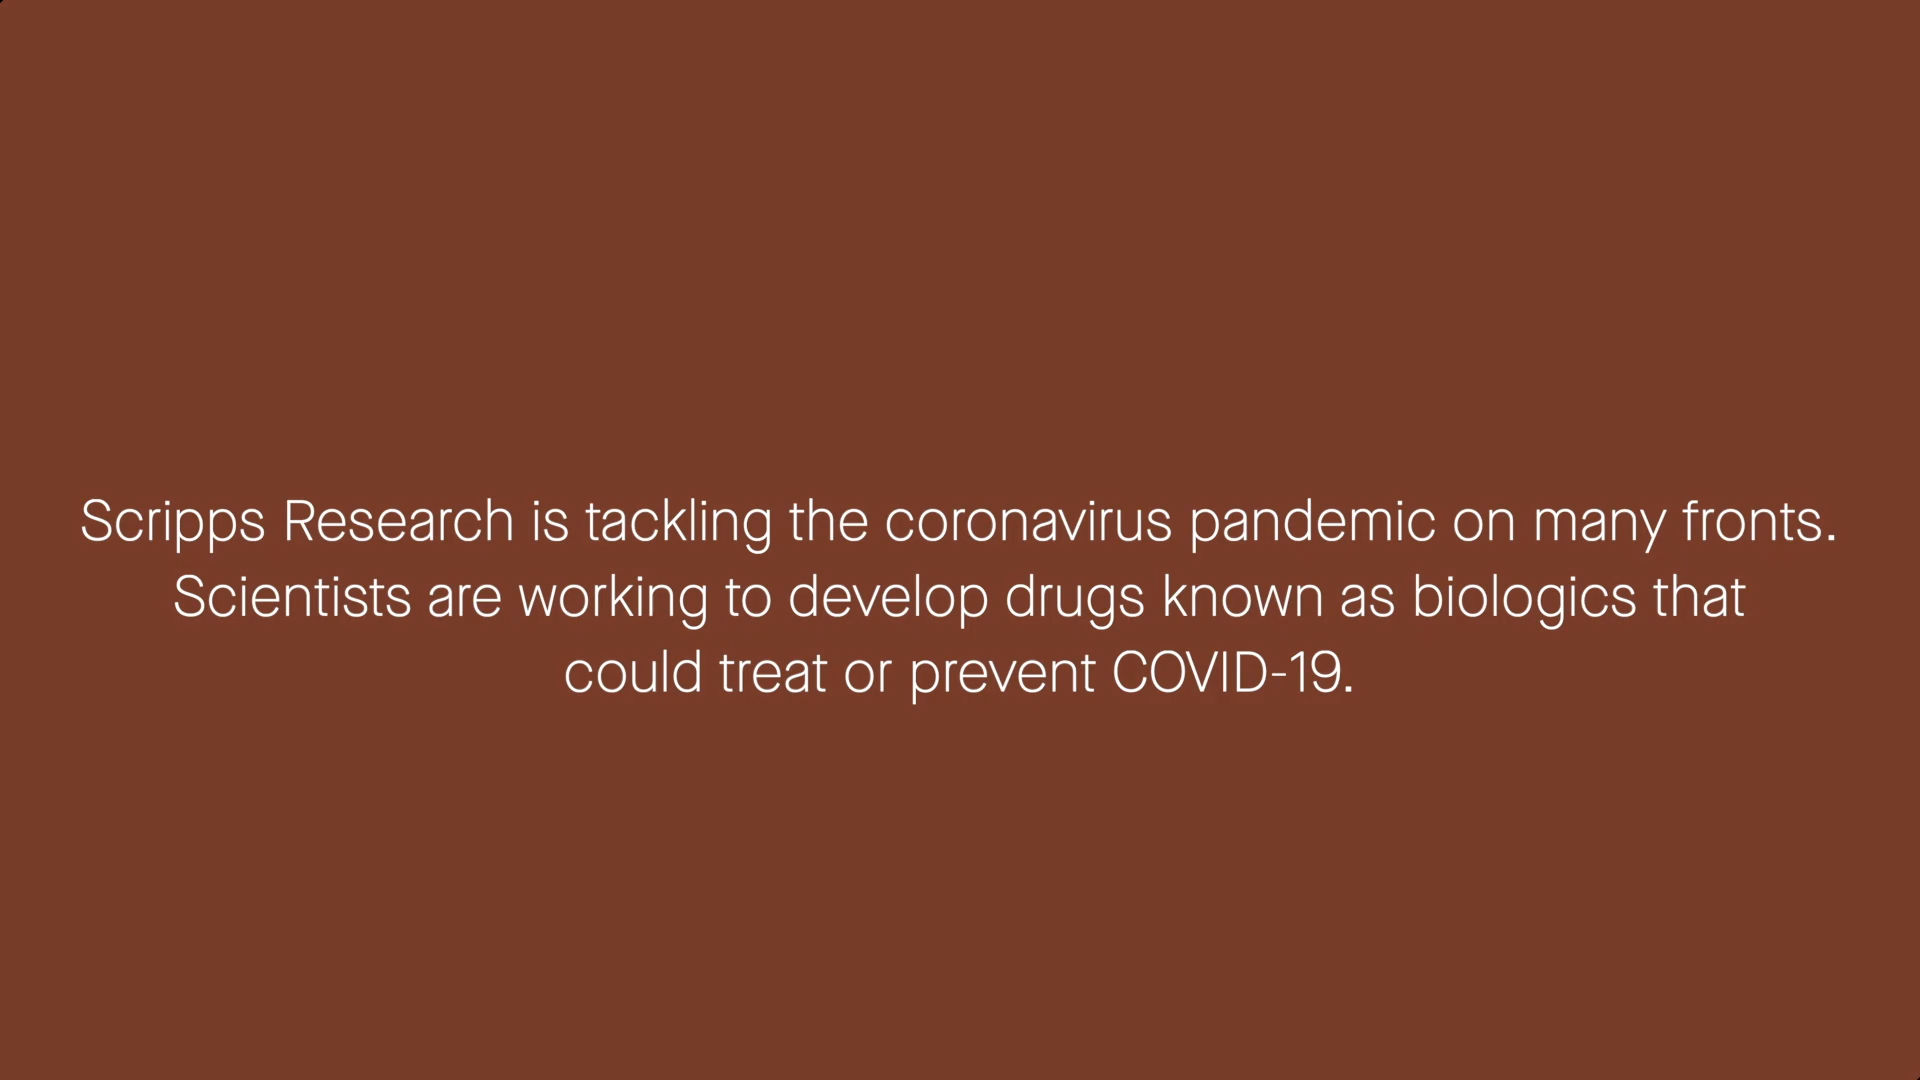 Scripps Research is tackling the coronavirus pandemic on many fronts.
Scientists are working to develop drugs known as biologics that
could treat or prevent COVID-19.